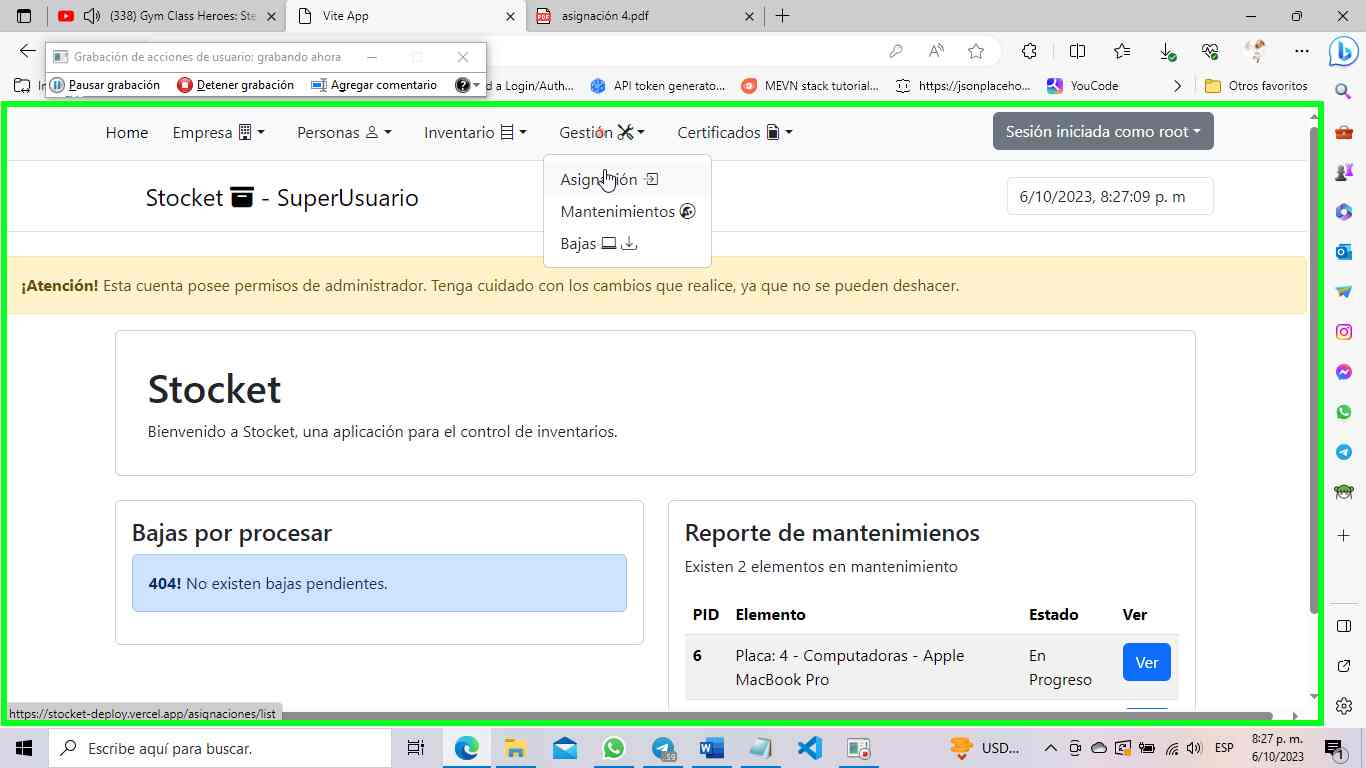 (338) Gym Class Heroes: Ste
Vite App
asignación 4.pdf
Grabación de acciones de usuario: grabando ahora
Pausar grabación
Detener grabación
Agregar comentario
d a Login/Auth...
API token generato...
MEVN stack tutorial...
https://jsonplaceho...
YouCode
Otros favoritos
Home
Empresa
Personas
Inventario
Gestión
Certificados
Sesión iniciada como root
Asignación
Mantenimientos
Bajas
Stocket - SuperUsuario
6/10/2023, 8:27:09 p. m
¡Atención! Esta cuenta posee permisos de administrador. Tenga cuidado con los cambios que realice, ya que no se pueden deshacer.
Stocket
Bienvenido a Stocket, una aplicación para el control de inventarios.
Bajas por procesar
404! No existen bajas pendientes.
Reporte de mantenimienos
Existen 2 elementos en mantenimiento
PID Elemento Estado Ver
6 Placa: 4 - Computadoras - Apple MacBook Pro En Progreso Ver
https://stocket-deploy.vercel.app/asignaciones/list
Escribe aquí para buscar.
USD...
ESP
8:27 p. m.
6/10/2023
1